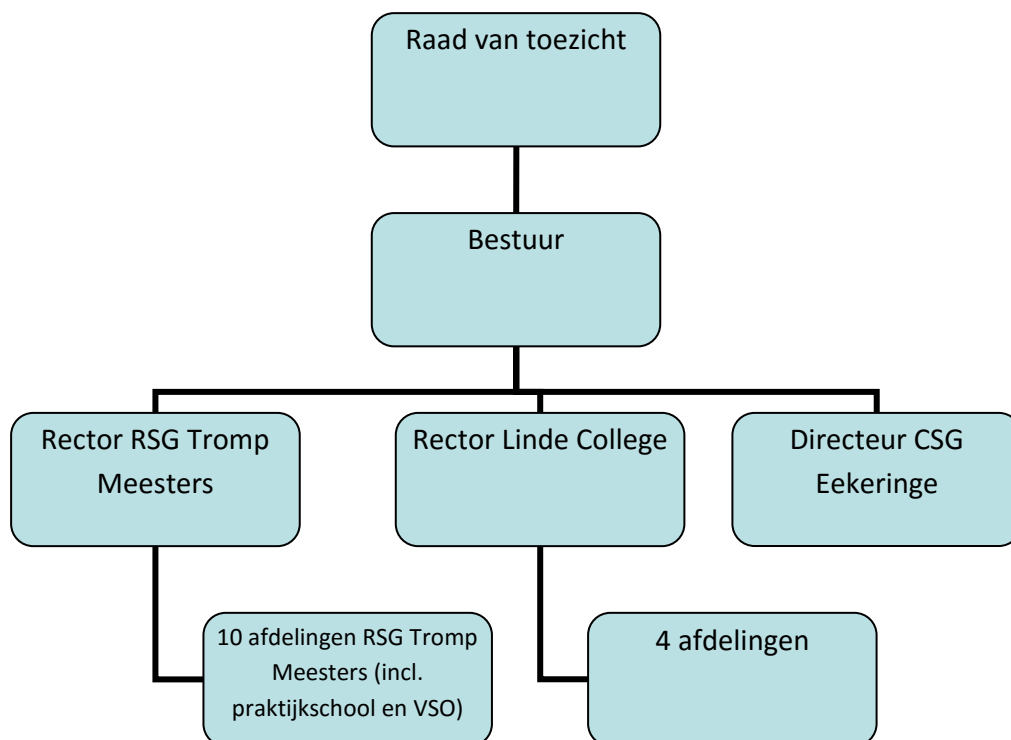 Raad van toezicht
Bestuur
Rector RSG Tromp
Meesters
Rector Linde College
Directeur CSG
Eekeringe
10 afdelingen RSG Tromp
Meesters (incl.
praktijkschool en VSO)
4 afdelingen